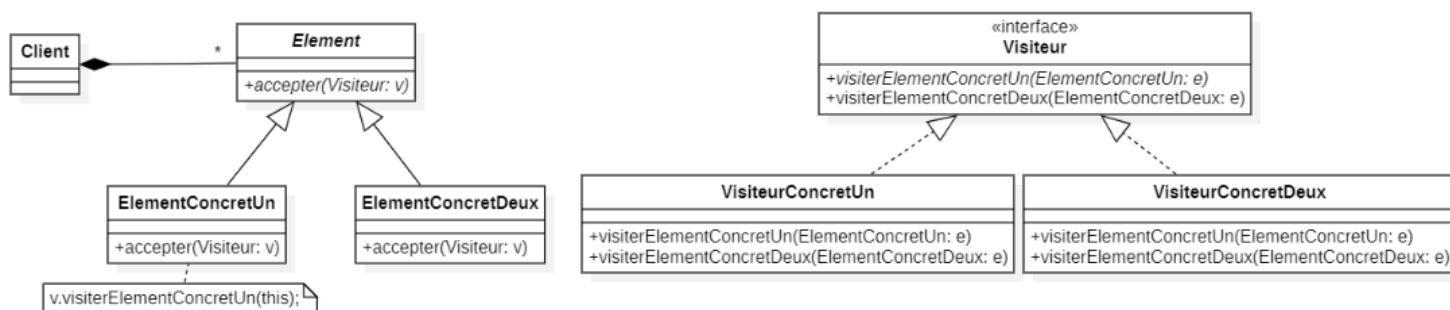 Client
*
Element
+accepter(Visiteur: v)
ElementConcretUn
+accepter(Visiteur: v)
ElementConcretDeux
+accepter(Visiteur: v)
v.visiterElementConcretUn(this);
«interface»
Visiteur
+visiterElementConcretUn(ElementConcretUn: e)
+visiterElementConcretDeux(ElementConcretDeux: e)
VisiteurConcretUn
+visiterElementConcretUn(ElementConcretUn: e)
+visiterElementConcretDeux(ElementConcretDeux: e)
VisiteurConcretDeux
+visiterElementConcretUn(ElementConcretUn: e)
+visiterElementConcretDeux(ElementConcretDeux: e)